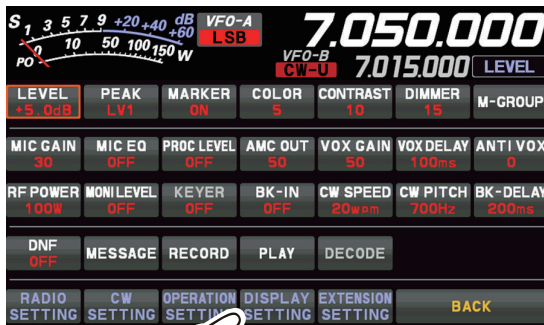 S 1 3 5 7 9 +20 +40 +60 dB
PO 0 10 50 100 150 W
VFO-A
LSB
7.050.000
VFO-B
CW-U
7.015.000
LEVEL
LEVEL PEAK MARKER COLOR CONTRAST DIMMER M-GROUP
+5.0dB LV1 ON 5 10 15
MIC GAIN MIC EQ PROC LEVEL AMC OUT VOX GAIN VOX DELAY ANTI VOX
30 OFF OFF 50 50 100ms 0
RF POWER MONI LEVEL KEYER BK-IN CW SPEED CW PITCH BK-DELAY
100W OFF OFF OFF 20wpm 700Hz 200ms
DNF MESSAGE RECORD PLAY DECODE
OFF
RADIO CW OPERATION DISPLAY EXTENSION BACK
SETTING SETTING SETTING SETTING SETTING